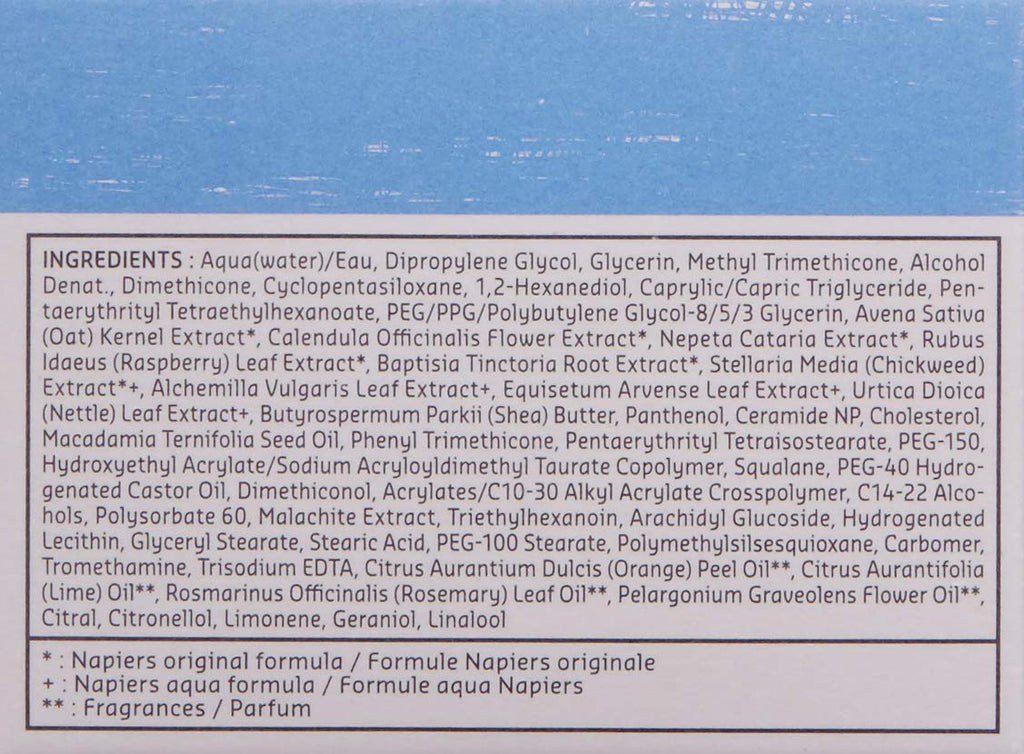 INGREDIENTS : Aqua(water)/Eau, Dipropylene Glycol, Glycerin, Methyl Trimethicone, Alcohol
Denat., Dimethicone, Cyclopentasiloxane, 1,2-Hexanediol, Caprylic/Capric Triglyceride, Pen-
taerythrityl Tetraethylhexanoate, PEG/PPG/Polybutylene Glycol-8/5/3 Glycerin, Avena Sativa
(Oat) Kernel Extract*, Calendula Officinalis Flower Extract*, Nepeta Cataria Extract*, Rubus
Idaeus (Raspberry) Leaf Extract*, Baptisia Tinctoria Root Extract*, Stellaria Media (Chickweed)
Extract*+, Alchemilla Vulgaris Leaf Extract+, Equisetum Arvense Leaf Extract+, Urtica Dioica
(Nettle) Leaf Extract+, Butyrospermum Parkii (Shea) Butter, Panthenol, Ceramide NP, Cholesterol,
Macadamia Ternifolia Seed Oil, Phenyl Trimethicone, Pentaerythrityl Tetraisostearate, PEG-150,
Hydroxyethyl Acrylate/Sodium Acryloyldimethyl Taurate Copolymer, Squalane, PEG-40 Hydro-
genated Castor Oil, Dimethiconol, Acrylates/C10-30 Alkyl Acrylate Crosspolymer, C14-22 Alco-
hols, Polysorbate 60, Malachite Extract, Triethylhexanoin, Arachidyl Glucoside, Hydrogenated
Lecithin, Glyceryl Stearate, Stearic Acid, PEG-100 Stearate, Polymethylsilsesquioxane, Carbomer,
Tromethamine, Trisodium EDTA, Citrus Aurantium Dulcis (Orange) Peel Oil**, Citrus Aurantifolia
(Lime) Oil**, Rosmarinus Officinalis (Rosemary) Leaf Oil**, Pelargonium Graveolens Flower Oil**,
Citral, Citronellol, Limonene, Geraniol, Linalool
* : Napiers original formula / Formule Napiers originale
+ : Napiers aqua formula / Formule aqua Napiers
** : Fragrances / Parfum